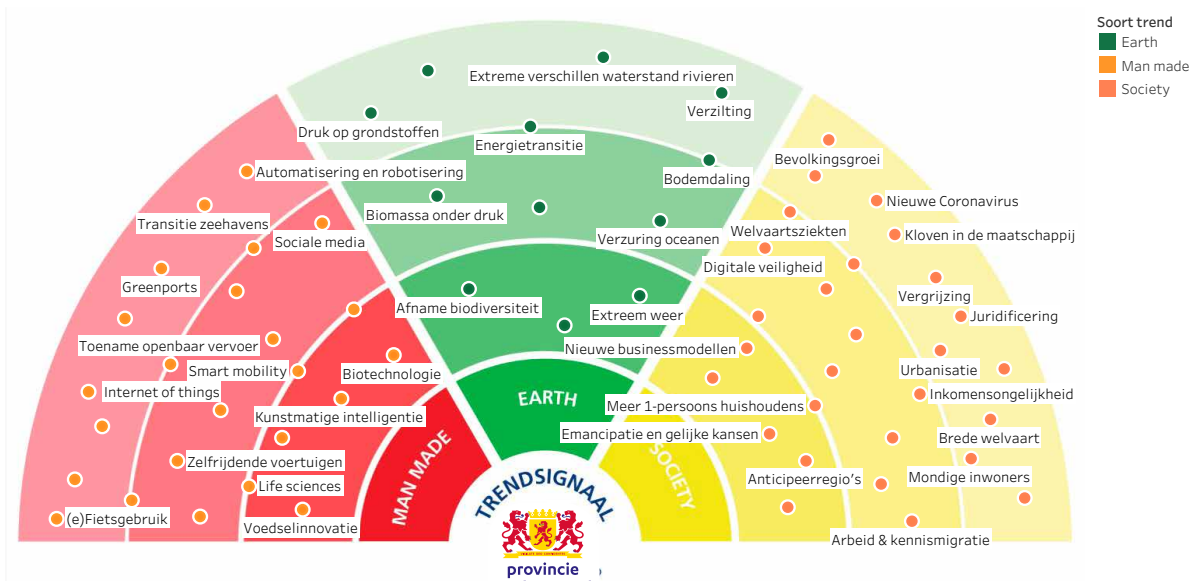 Soort trend
Earth
Man made
Society
Extreme verschillen waterstand rivieren
Verzilting
Druk op grondstoffen
Energietransitie
Bodemdaling
Biomassa onder druk
Verzuring oceanen
Afname biodiversiteit
Extreem weer
EARTH
Automatisering en robotisering
Transitie zeehavens
Sociale media
Greenports
Toename openbaar vervoer
Smart mobility
Biotechnologie
Internet of things
Kunstmatige intelligentie
Zelfrijdende voertuigen
Life sciences
(e)Fietsgebruik
Voedselinnovatie
MAN MADE
Bevolkingsgroei
Nieuwe Coronavirus
Welvaartsziekten
Kloven in de maatschappij
Digitale veiligheid
Vergrijzing
Juridificering
Nieuwe businessmodellen
Urbanisatie
Inkomensongelijkheid
Meer 1-persoons huishoudens
Emancipatie en gelijke kansen
Brede welvaart
Anticipeerregio's
Mondige inwoners
Arbeid & kennismigratie
SOCIETY
TRENDSIGNAAL
provincie